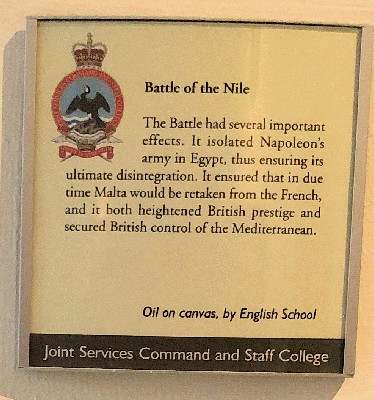 Battle of the Nile
The Battle had several important
effects. It isolated Napoleon's
army in Egypt, thus ensuring its
ultimate disintegration. It ensured that in due
time Malta would be retaken from the French,
and it both heightened British prestige and
secured British control of the Mediterranean.
Oil on canvas, by English School
Joint Services Command and Staff College